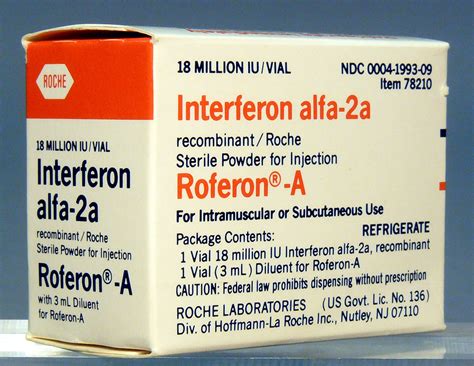 ROCHE
18 MILLION IU/VIAL
Interferon
alfa-2a
recombinant/Roche
Sterile Powder for Injection
Roferon®-A
with 3 mL Diluent
for Roferon-A
18 MILLION IU/VIAL
NDC 0004-1993-09
Item 78210
Interferon alfa-2a
recombinant/Roche
Sterile Powder for Injection
Roferon®-A
For Intramuscular or Subcutaneous Use
REFRIGERATE
Package Contents:
1 Vial 18 million IU Interferon alfa-2a, recombinant
1 Vial (3 mL) Diluent for Roferon-A
CAUTION: Federal law prohibits dispensing without prescription
ROCHE LABORATORIES (US Govt. Lic. No. 136)
Div. of Hoffmann-La Roche Inc., Nutley, NJ 07110